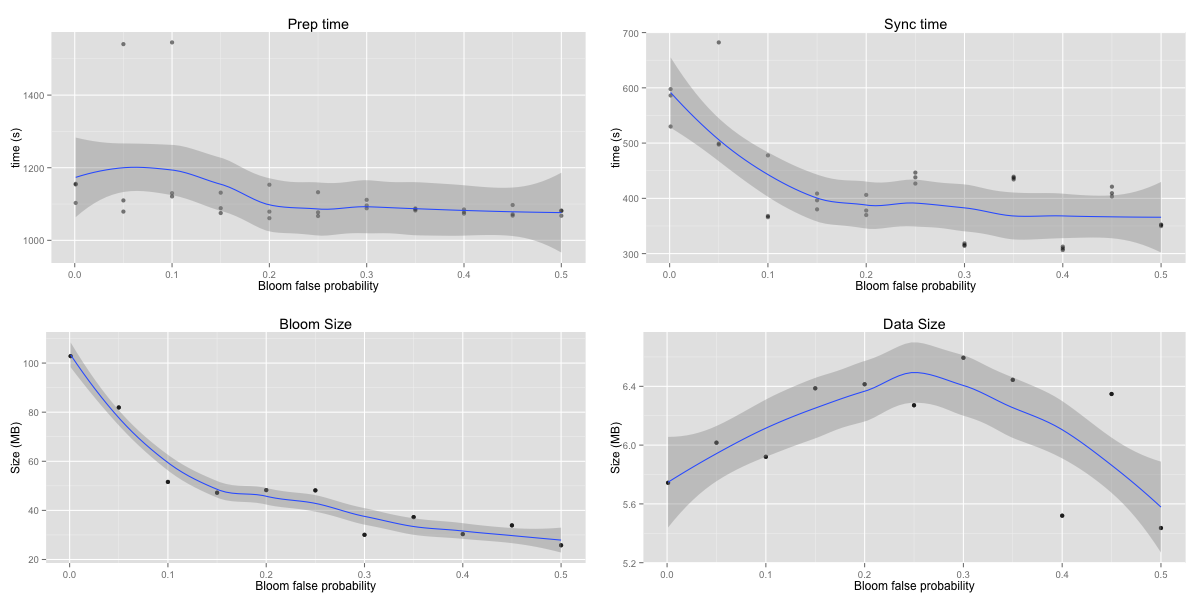 Prep time
time (s)
1400
1200
1000
0.0 0.1 0.2 0.3 0.4 0.5
Bloom false probability
Sync time
time (s)
700
600
500
400
300
0.0 0.1 0.2 0.3 0.4 0.5
Bloom false probability
Bloom Size
Size (MB)
100
80
60
40
20
0.0 0.1 0.2 0.3 0.4 0.5
Bloom false probability
Data Size
Size (MB)
6.4
6.0
5.6
5.2
0.0 0.1 0.2 0.3 0.4 0.5
Bloom false probability